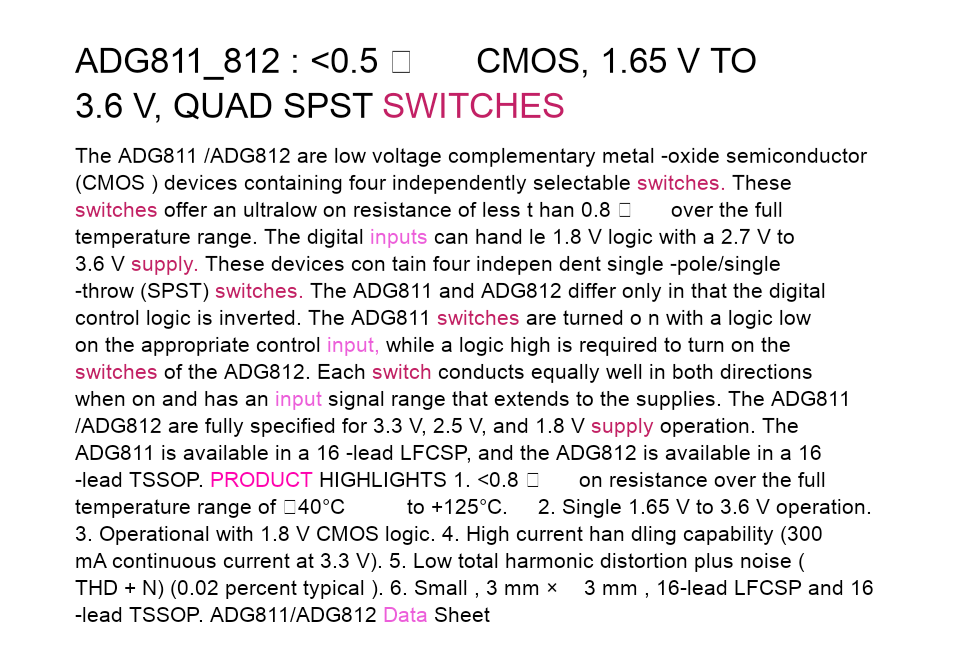 ADG811_812 : <0.5 □ CMOS, 1.65 V TO
3.6 V, QUAD SPST SWITCHES
The ADG811 /ADG812 are low voltage complementary metal -oxide semiconductor
(CMOS ) devices containing four independently selectable switches. These
switches offer an ultralow on resistance of less t han 0.8 □ over the full
temperature range. The digital inputs can hand le 1.8 V logic with a 2.7 V to
3.6 V supply. These devices con tain four indepen dent single -pole/single
-throw (SPST) switches. The ADG811 and ADG812 differ only in that the digital
control logic is inverted. The ADG811 switches are turned o n with a logic low
on the appropriate control input, while a logic high is required to turn on the
switches of the ADG812. Each switch conducts equally well in both directions
when on and has an input signal range that extends to the supplies. The ADG811
/ADG812 are fully specified for 3.3 V, 2.5 V, and 1.8 V supply operation. The
ADG811 is available in a 16 -lead LFCSP, and the ADG812 is available in a 16
-lead TSSOP. PRODUCT HIGHLIGHTS 1. <0.8 □ on resistance over the full
temperature range of □40°C to +125°C. 2. Single 1.65 V to 3.6 V operation.
3. Operational with 1.8 V CMOS logic. 4. High current han dling capability (300
mA continuous current at 3.3 V). 5. Low total harmonic distortion plus noise (
THD + N) (0.02 percent typical ). 6. Small , 3 mm × 3 mm , 16-lead LFCSP and 16
-lead TSSOP. ADG811/ADG812 Data Sheet